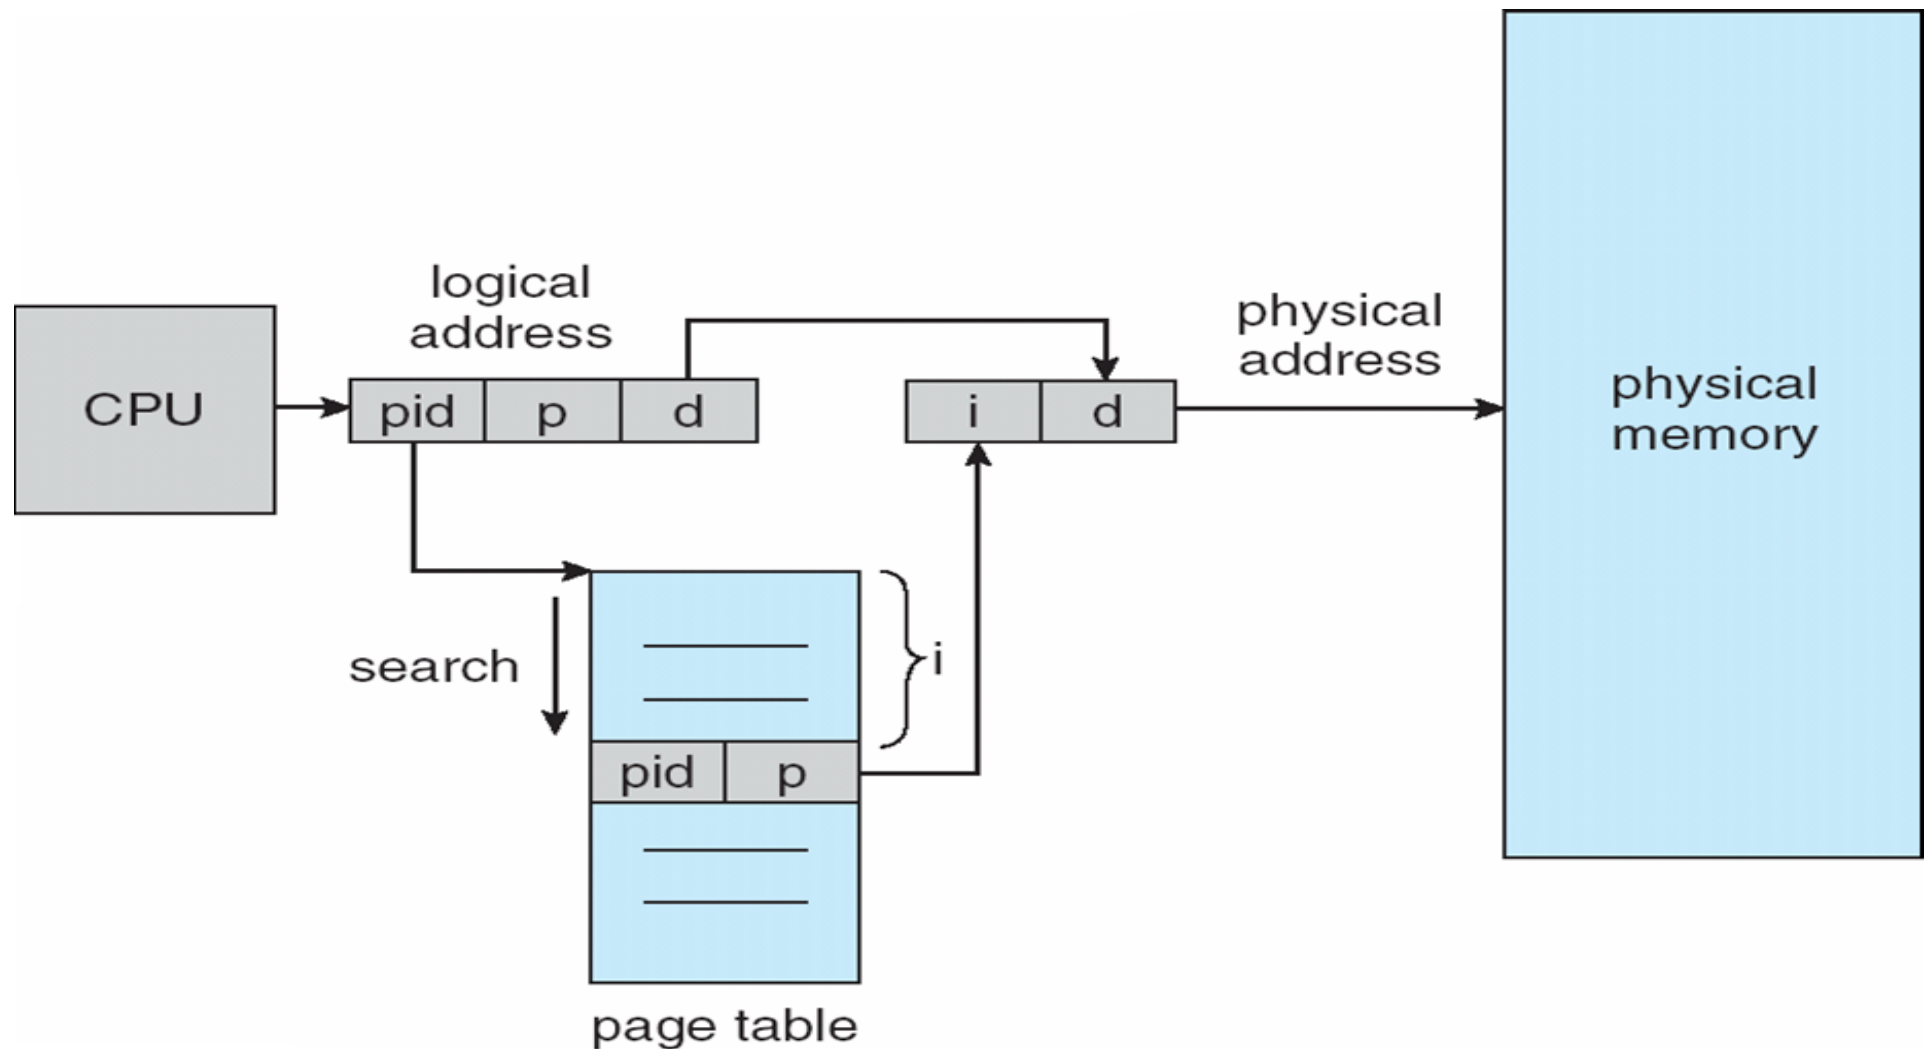 logical
address
physical
address
CPU
pid
p
d
i
d
physical
memory
search
i
pid
p
page table